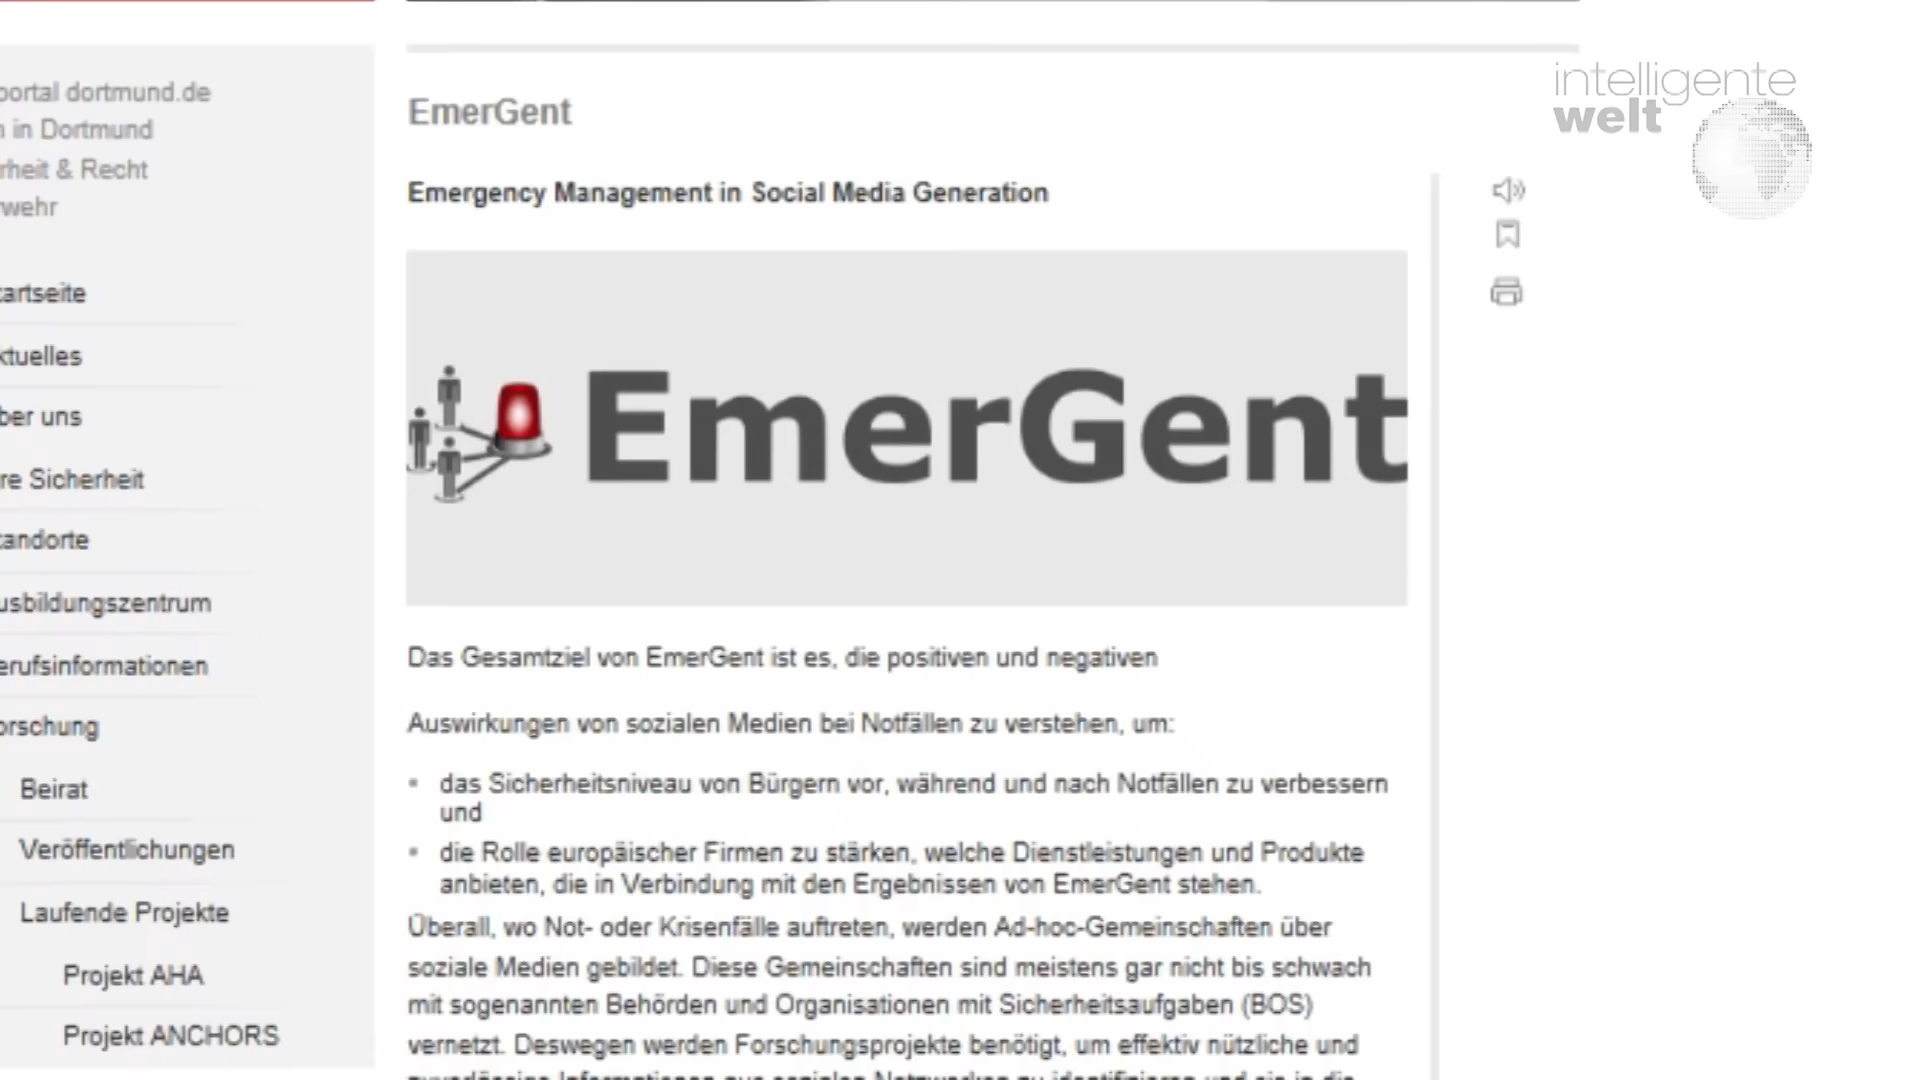 intelligente
welt
portal dortmund.de
in Dortmund
& Recht
EmerGent
Emergency Management in Social Media Generation
EmerGent
artseite
ktuelles
ber uns
re Sicherheit
tandorte
usbildungszentrum
erufsinformationen
orschung
Beirat
Veröffentlichungen
Laufende Projekte
Projekt AHA
Projekt ANCHORS
Das Gesamtziel von EmerGent ist es, die positiven und negativen
Auswirkungen von sozialen Medien bei Notfällen zu verstehen, um:
das Sicherheitsniveau von Bürgern vor, während und nach Notfällen zu verbessern
und
die Rolle europäischer Firmen zu stärken, welche Dienstleistungen und Produkte
anbieten, die in Verbindung mit den Ergebnissen von EmerGent stehen.
Überall, wo Not- oder Krisenfälle auftreten, werden Ad-hoc-Gemeinschaften über
soziale Medien gebildet. Diese Gemeinschaften sind meistens gar nicht bis schwach
mit sogenannten Behörden und Organisationen mit Sicherheitsaufgaben (BOS)
vernetzt. Deswegen werden Forschungsprojekte benötigt, um effektiv nützliche und